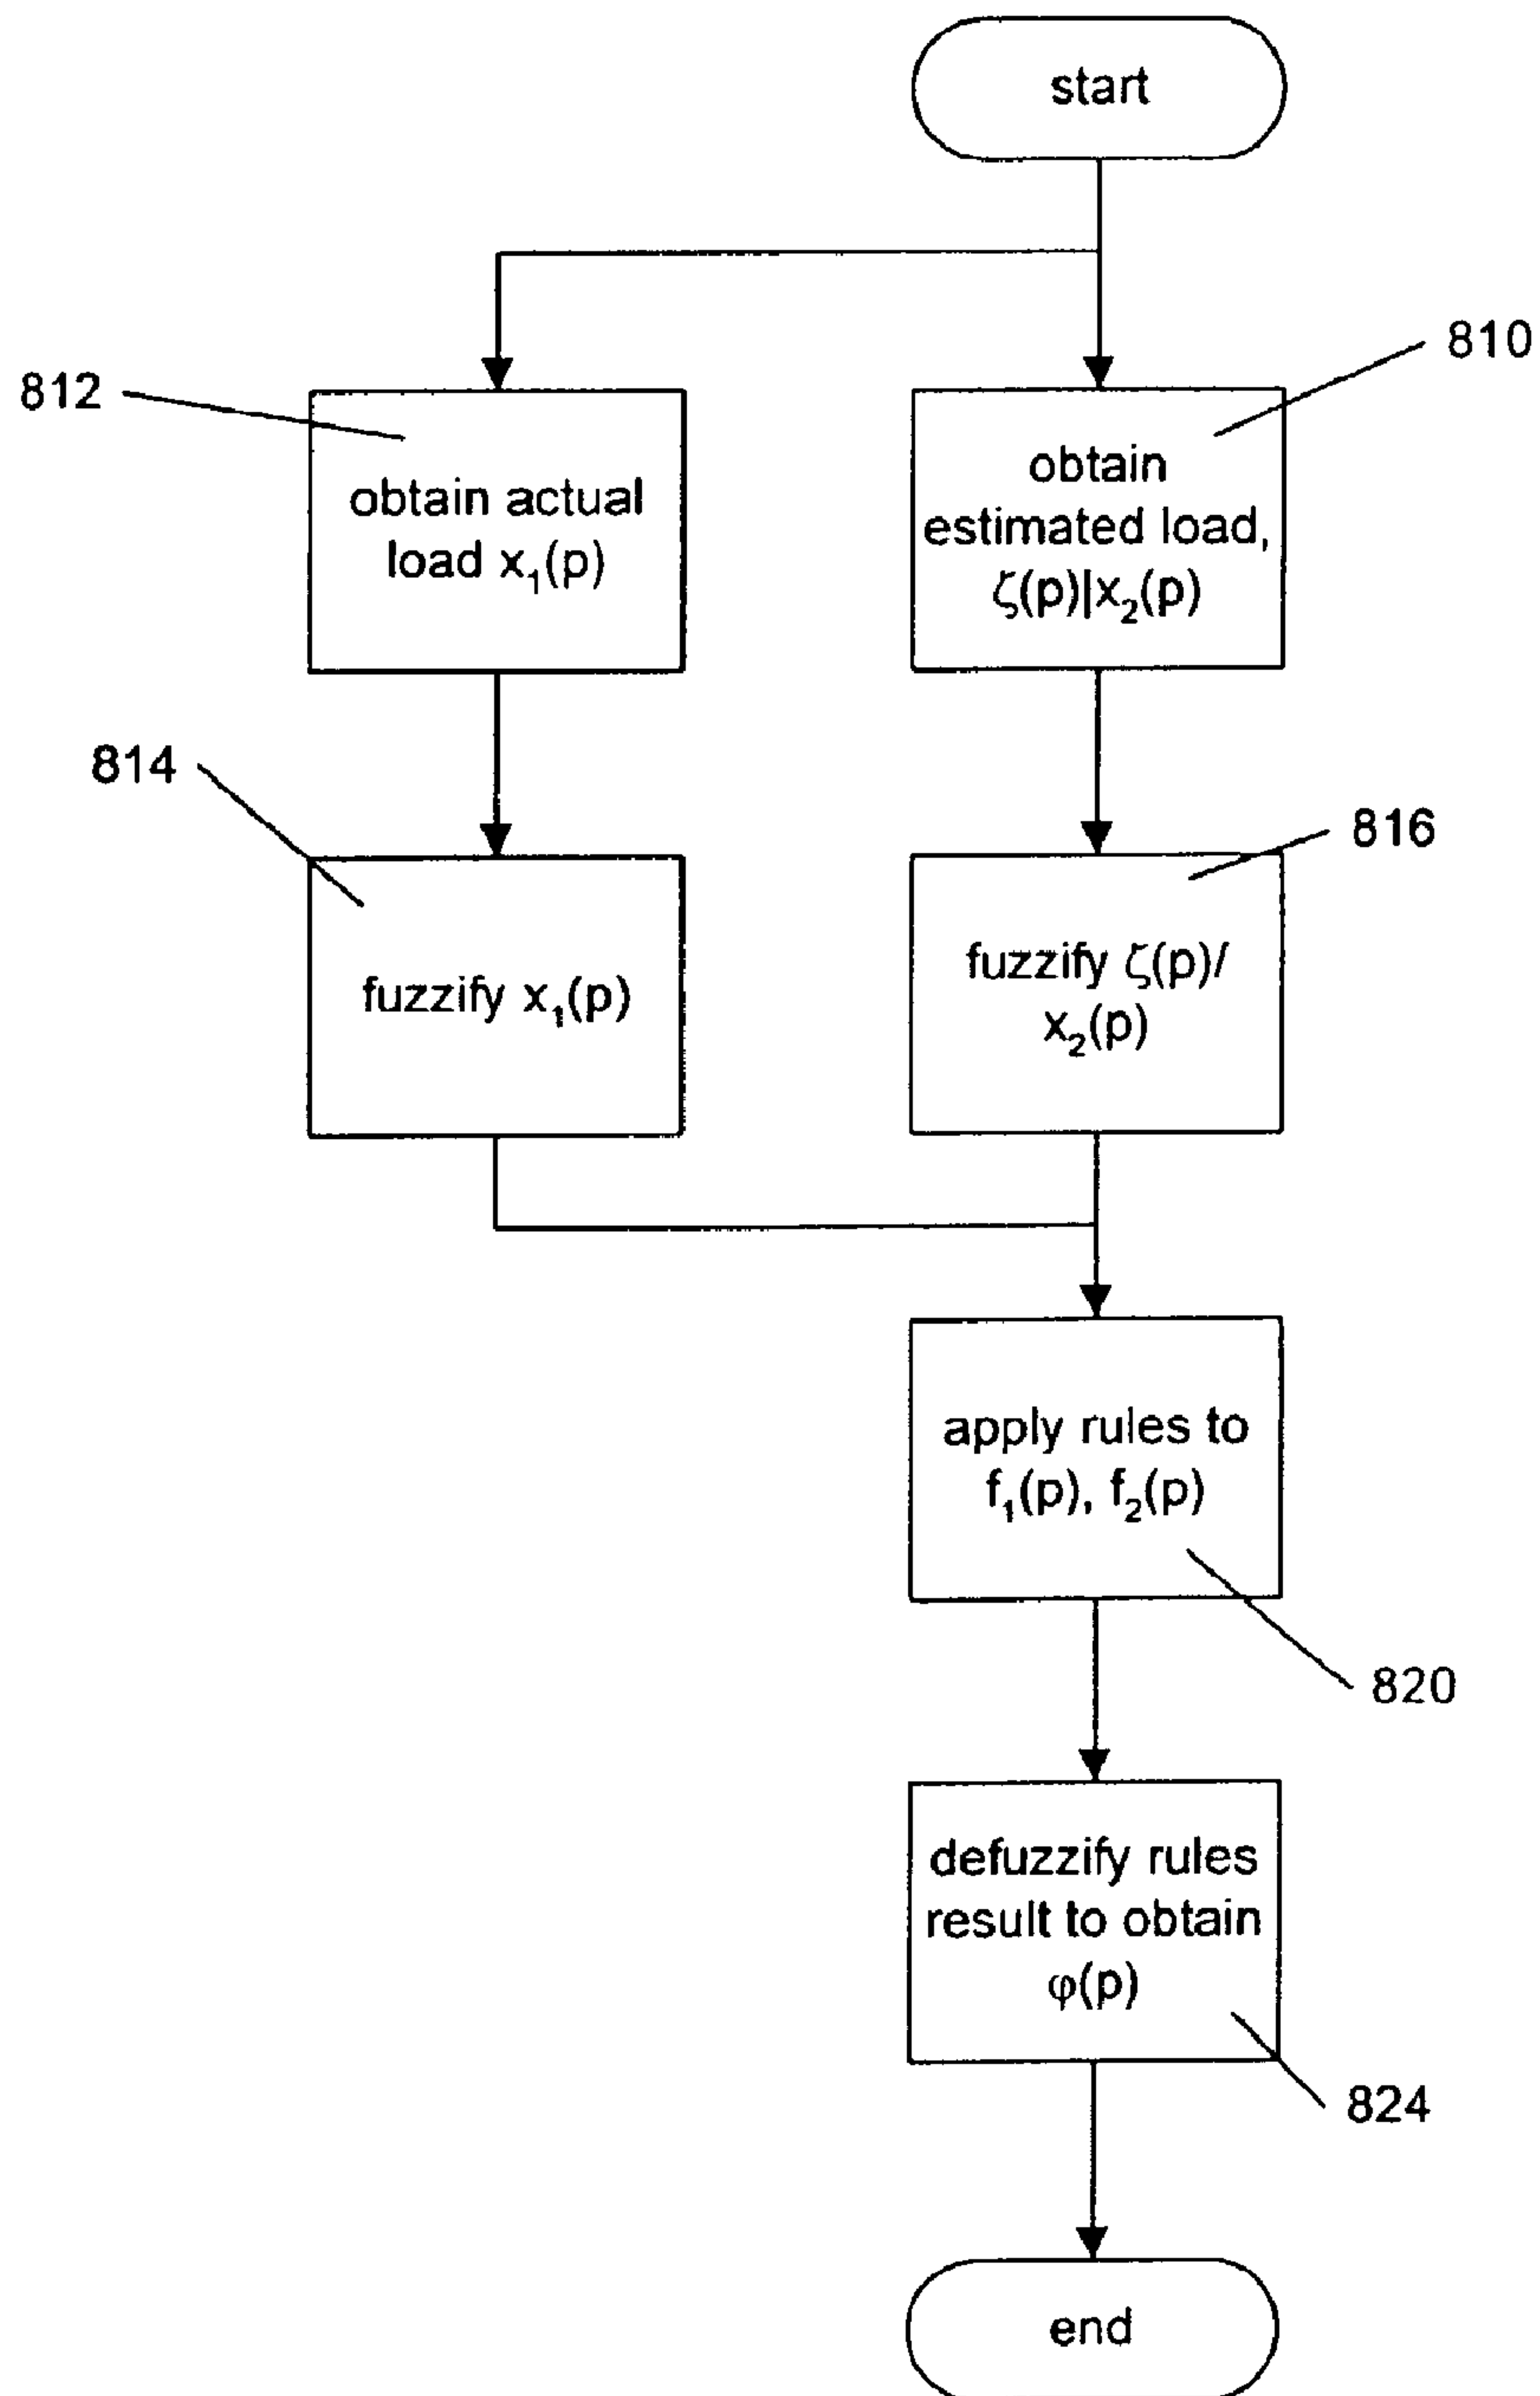 start
810
812
obtain actual
load x₁(p)
obtain
estimated load,
ζ(p)|x₂(p)
814
816
fuzzify x₁(p)
fuzzify ζ(p)/
x₂(p)
apply rules to
f₁(p), f₂(p)
820
defuzzify rules
result to obtain
φ(p)
824
end